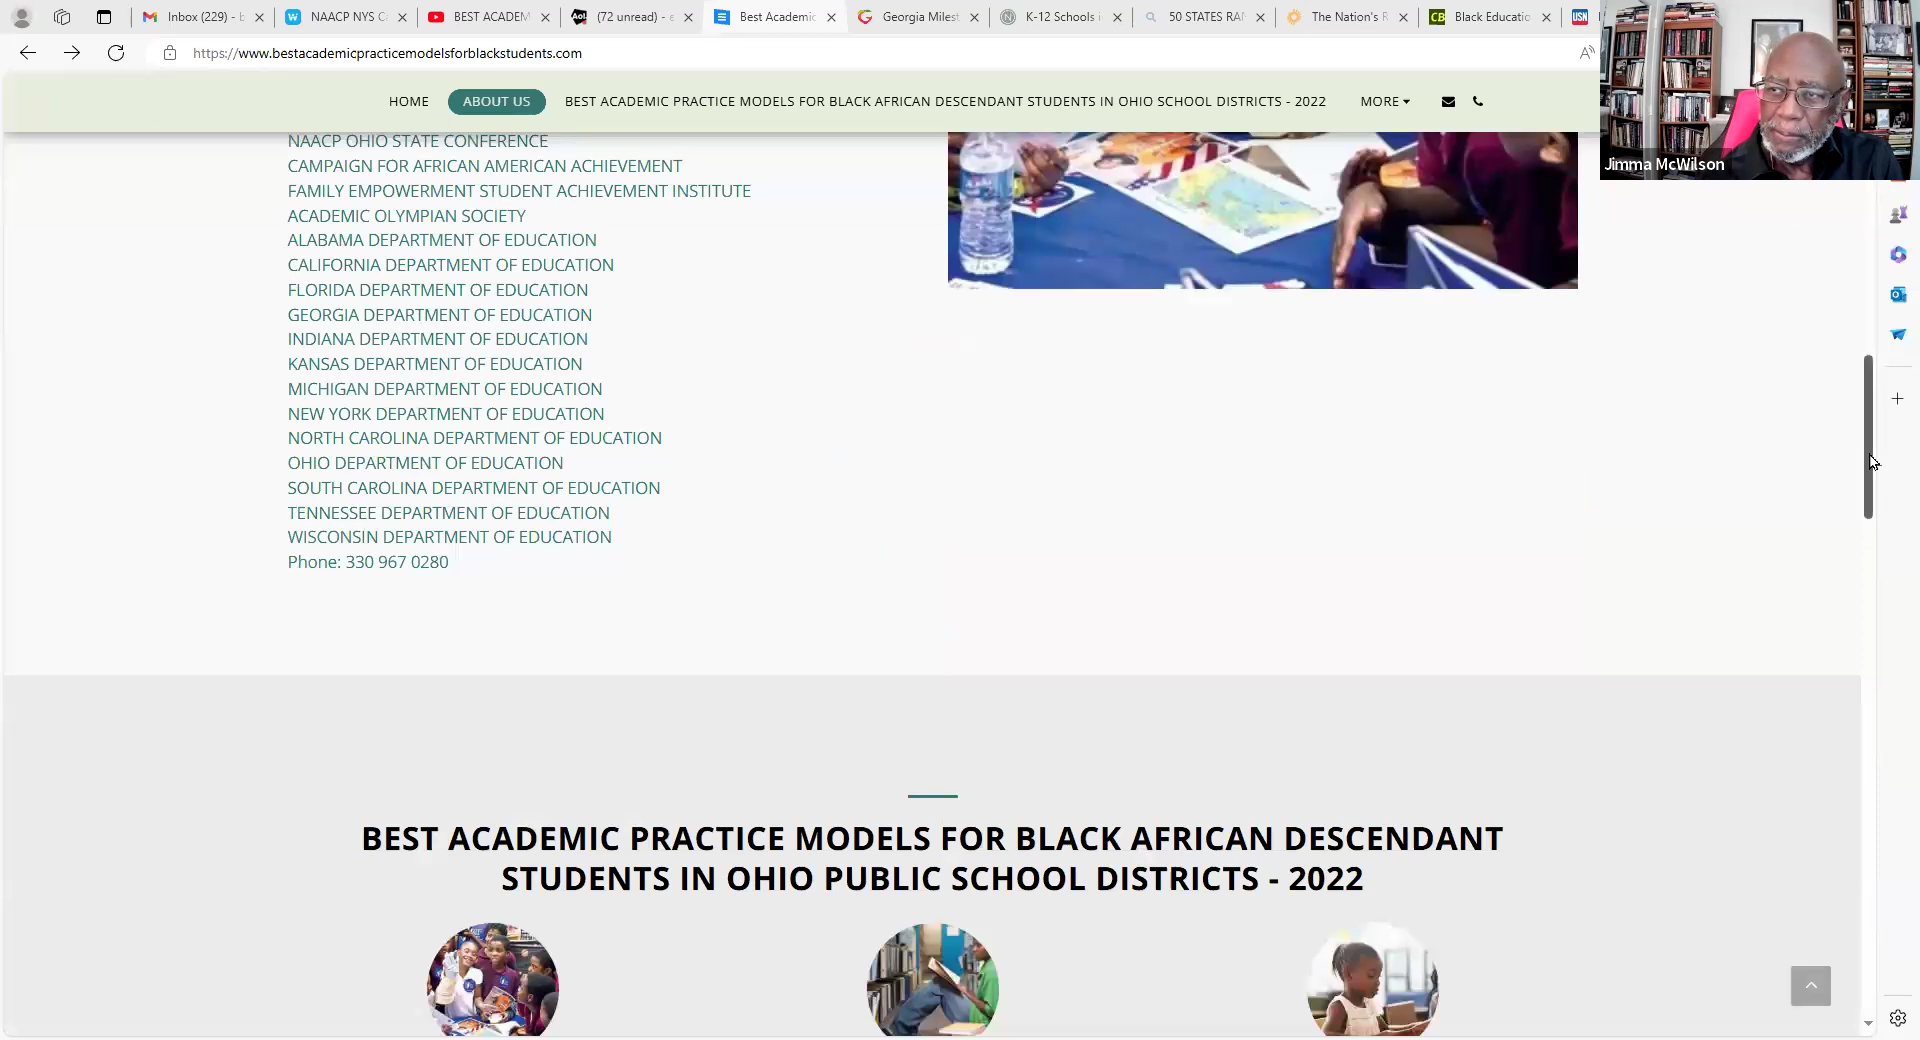 Inbox (229) - b
NAACP NYS C
BEST ACADEM
Aol.
(72 unread) - e
Best Academic
Georgia Milest
K-12 Schools i
50 STATES RA
The Nation's R
CB
Black Educatio
USN
https://www.bestacademicpracticemodelsforblackstudents.com
HOME
ABOUT US
BEST ACADEMIC PRACTICE MODELS FOR BLACK AFRICAN DESCENDANT STUDENTS IN OHIO SCHOOL DISTRICTS - 2022
MORE
Jimma McWilson
NAACP OHIO STATE CONFERENCE
CAMPAIGN FOR AFRICAN AMERICAN ACHIEVEMENT
FAMILY EMPOWERMENT STUDENT ACHIEVEMENT INSTITUTE
ACADEMIC OLYMPIAN SOCIETY
ALABAMA DEPARTMENT OF EDUCATION
CALIFORNIA DEPARTMENT OF EDUCATION
FLORIDA DEPARTMENT OF EDUCATION
GEORGIA DEPARTMENT OF EDUCATION
INDIANA DEPARTMENT OF EDUCATION
KANSAS DEPARTMENT OF EDUCATION
MICHIGAN DEPARTMENT OF EDUCATION
NEW YORK DEPARTMENT OF EDUCATION
NORTH CAROLINA DEPARTMENT OF EDUCATION
OHIO DEPARTMENT OF EDUCATION
SOUTH CAROLINA DEPARTMENT OF EDUCATION
TENNESSEE DEPARTMENT OF EDUCATION
WISCONSIN DEPARTMENT OF EDUCATION
Phone: 330 967 0280
BEST ACADEMIC PRACTICE MODELS FOR BLACK AFRICAN DESCENDANT
STUDENTS IN OHIO PUBLIC SCHOOL DISTRICTS - 2022